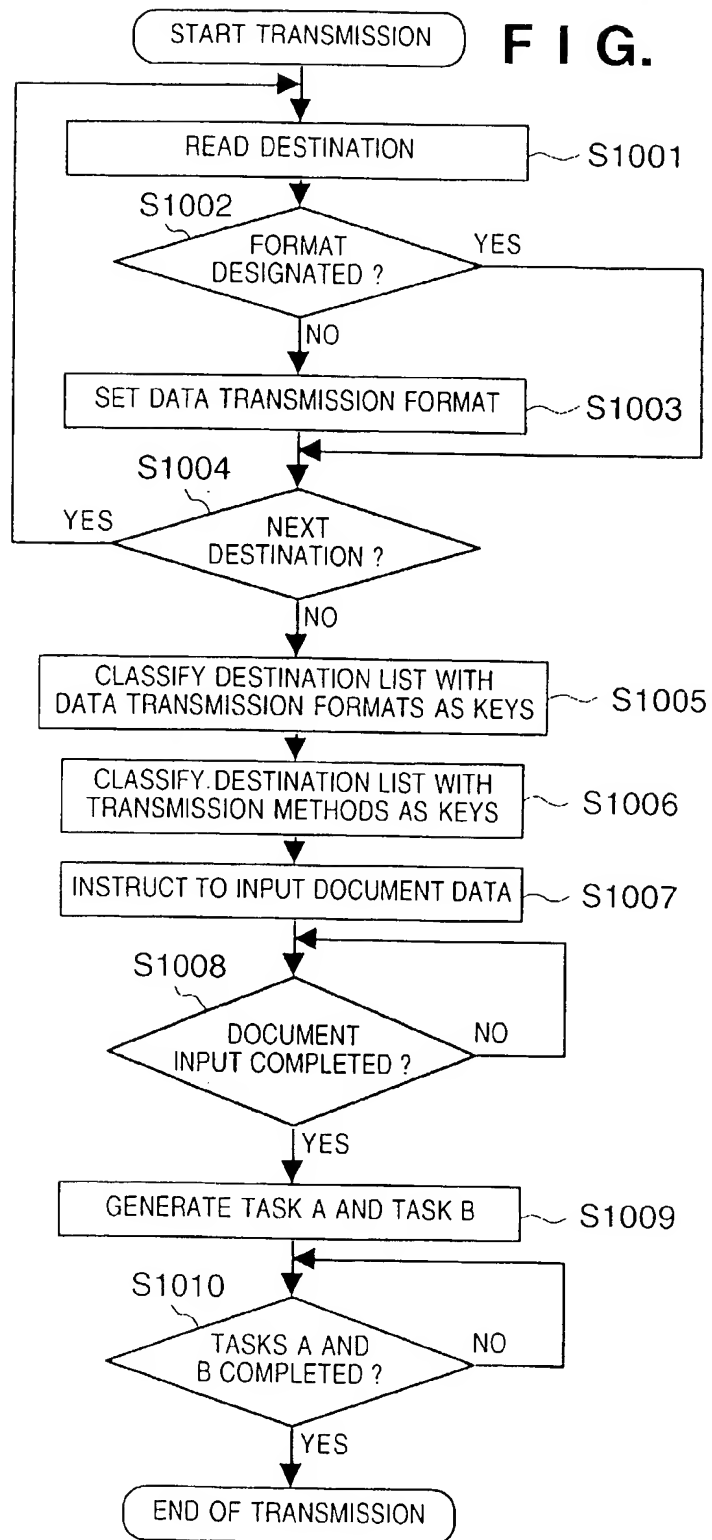 START TRANSMISSION
F I G.
READ DESTINATION
S1001
S1002
FORMAT
DESIGNATED ?
YES
NO
SET DATA TRANSMISSION FORMAT
S1003
S1004
YES
NEXT
DESTINATION ?
NO
CLASSIFY DESTINATION LIST WITH
DATA TRANSMISSION FORMATS AS KEYS
S1005
CLASSIFY DESTINATION LIST WITH
TRANSMISSION METHODS AS KEYS
S1006
INSTRUCT TO INPUT DOCUMENT DATA
S1007
S1008
DOCUMENT
INPUT COMPLETED ?
NO
YES
GENERATE TASK A AND TASK B
S1009
S1010
TASKS A AND
B COMPLETED ?
NO
YES
END OF TRANSMISSION